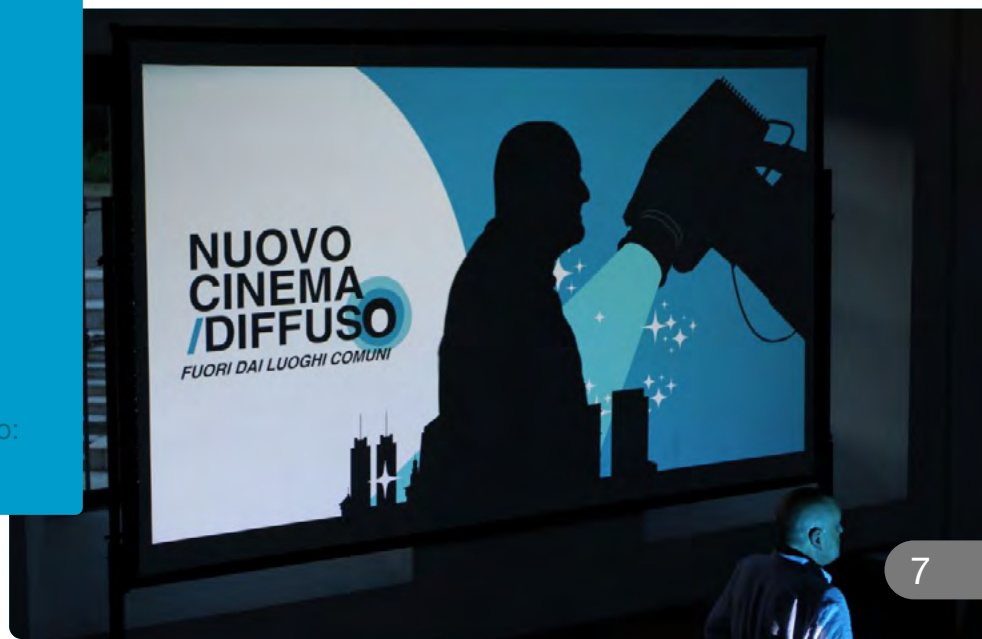 NUOVO
CINEMA
/DIFFUSO
FUORI DAI LUOGHI COMUNI
o:
7